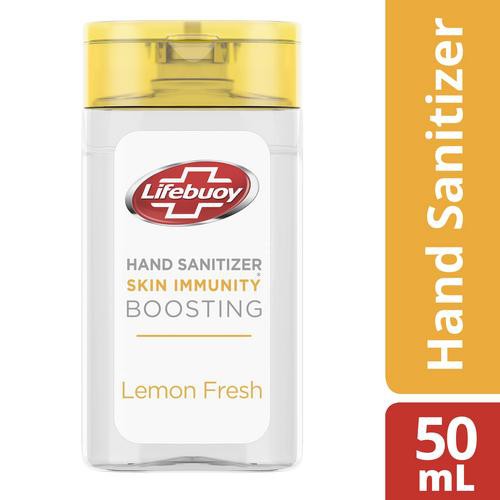 Lifebuoy
HAND SANITIZER
SKIN IMMUNITY*
BOOSTING
Lemon Fresh
Hand Sanitizer
50
mL